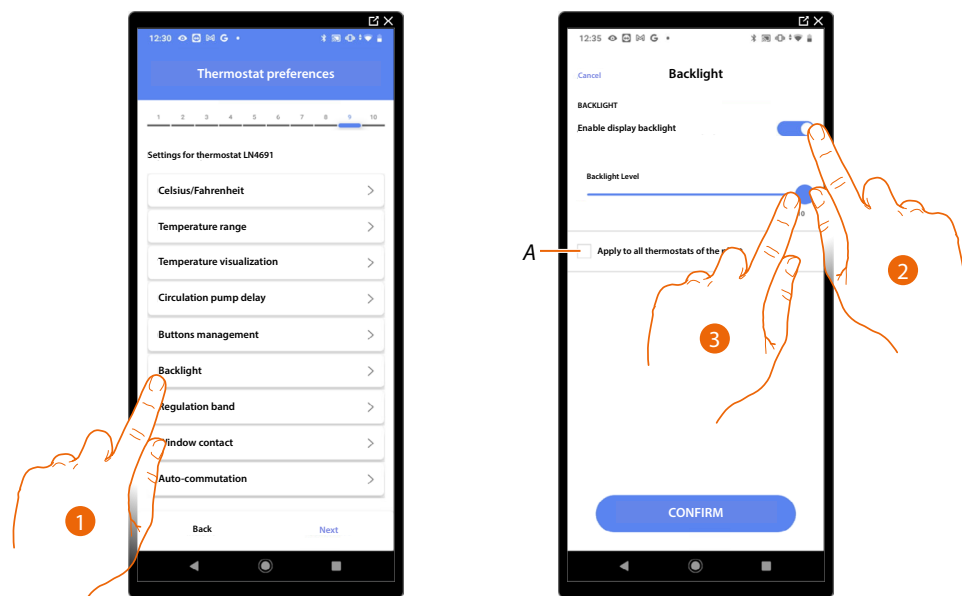 12:30 G
Thermostat preferences
1 2 3 4 5 6 7 8 9 10
Settings for thermostat LN4691
Celsius/Fahrenheit
Temperature range
Temperature visualization
Circulation pump delay
Buttons management
Backlight
Regulation band
Window contact
Auto-commutation
Back Next
1
12:35 G
Cancel Backlight
BACKLIGHT
Enable display backlight
Backlight Level
A Apply to all thermostats of the
2
3
CONFIRM